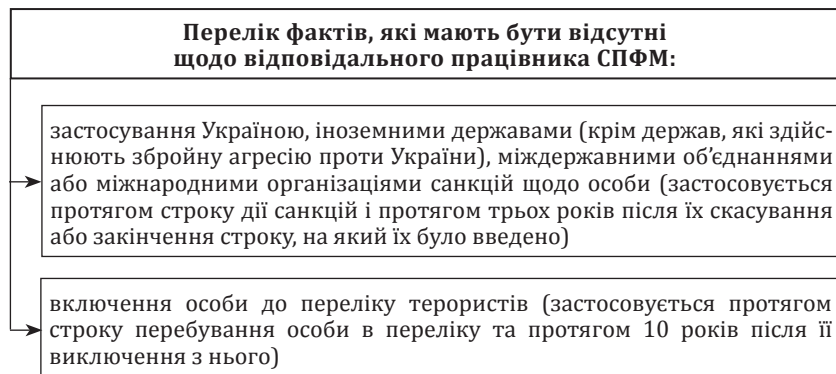 Перелік фактів, які мають бути відсутні
щодо відповідального працівника СПФМ:
застосування Україною, іноземними державами (крім держав, які здійс-
нюють збройну агресію проти України), міждержавними об’єднаннями
або міжнародними організаціями санкцій щодо особи (застосовується
протягом строку дії санкцій і протягом трьох років після їх скасування
або закінчення строку, на який їх було введено)
включення особи до переліку терористів (застосовується протягом
строку перебування особи в переліку та протягом 10 років після її
виключення з нього)